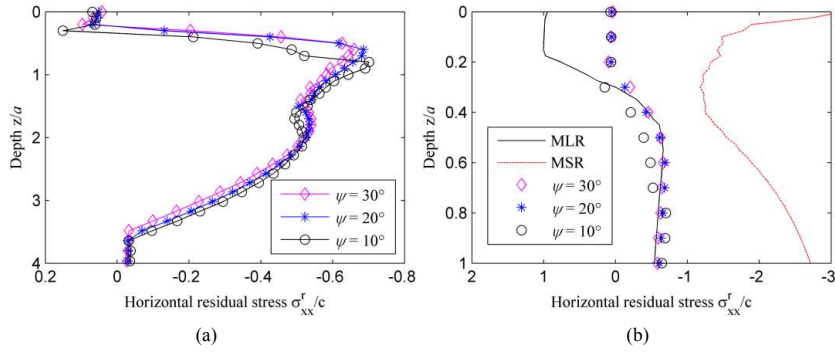 0
1
2
3
4
0.2
0
-0.2
-0.4
-0.6
-0.8
Depth z/a
ψ = 30°
ψ = 20°
ψ = 10°
Horizontal residual stress σ^r_xx/c
(a)
0
0.2
0.4
0.6
0.8
1
2
1
0
-1
-2
-3
Depth z/a
MLR
MSR
ψ = 30°
ψ = 20°
ψ = 10°
Horizontal residual stress σ^r_xx/c
(b)